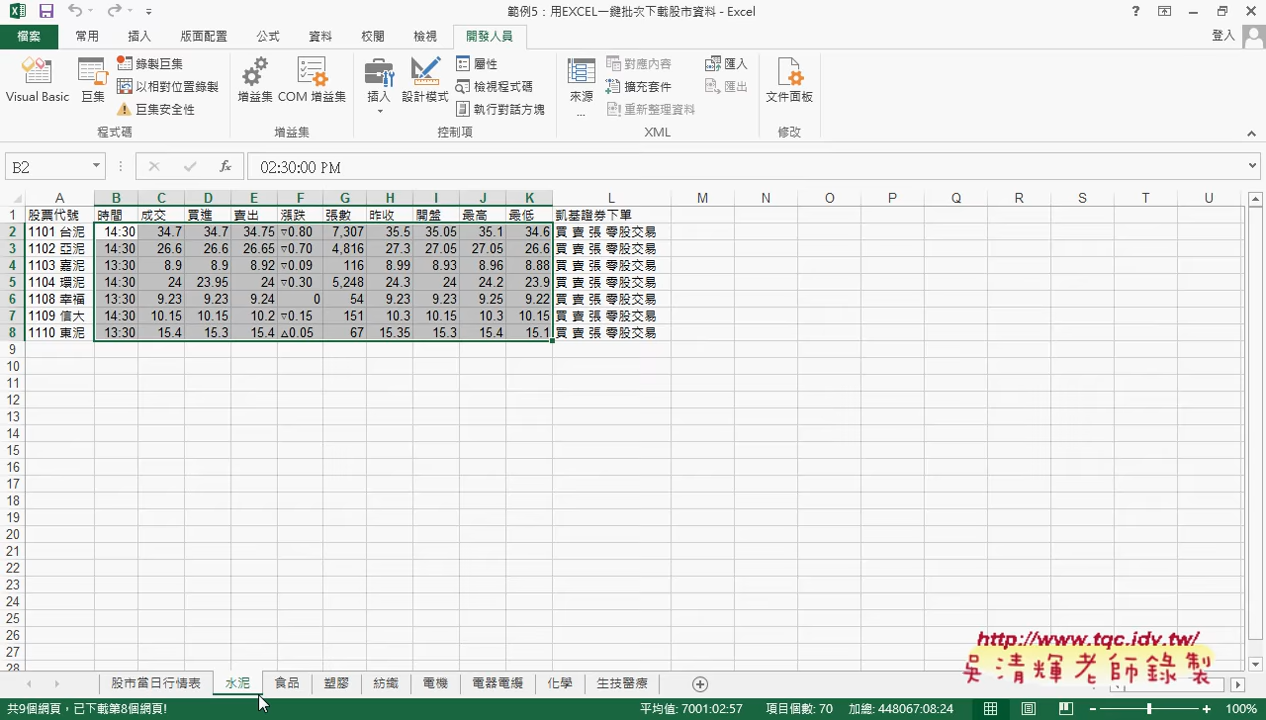 範例5：用EXCEL一鍵批次下載股市資料 - Excel
檔案 常用 插入 版面配置 公式 資料 校閱 檢視 開發人員 登入
Visual Basic 巨集 錄製巨集 以相對位置錄製 巨集安全性 程式碼
增益集 COM 增益集 增益集
插入 設計模式 屬性 檢視程式碼 執行對話方塊 控制項
來源 ... 對應內容 擴充套件 重新整理資料 匯入 匯出 XML
文件面板 修改
B2 fx 02:30:00 PM
A B C D E F G H I J K L M N O P Q R S T U
1 股票代號 時間 成交 買進 賣出 漲跌 張數 昨收 開盤 最高 最低 凱基證券下單
2 1101 台泥 14:30 34.7 34.7 34.75 ▽0.80 7,307 35.5 35.05 35.1 34.6 買 賣 張 零股交易
3 1102 亞泥 14:30 26.6 26.6 26.65 ▽0.70 4,816 27.3 27.05 27.05 26.6 買 賣 張 零股交易
4 1103 嘉泥 13:30 8.9 8.9 8.92 ▽0.09 116 8.99 8.93 8.96 8.88 買 賣 張 零股交易
5 1104 環泥 14:30 24 23.95 24 ▽0.30 5,248 24.3 24 24.2 23.9 買 賣 張 零股交易
6 1108 幸福 13:30 9.23 9.23 9.24 0 54 9.23 9.23 9.25 9.22 買 賣 張 零股交易
7 1109 信大 14:30 10.15 10.15 10.2 ▽0.15 151 10.3 10.15 10.3 10.15 買 賣 張 零股交易
8 1110 東泥 13:30 15.4 15.3 15.4 △0.05 67 15.35 15.3 15.4 15.1 買 賣 張 零股交易
9
10
11
12
13
14
15
16
17
18
19
20
21
22
23
24
25
26
27
28
http://www.tqc.idv.tw/
吳清輝老師錄製
股市當日行情表 水泥 食品 塑膠 紡織 電機 電器電纜 化學 生技醫療
共9個網頁，已下載第8個網頁! 平均值: 7001:02:57 項目個數: 70 加總: 448067:08:24 100%